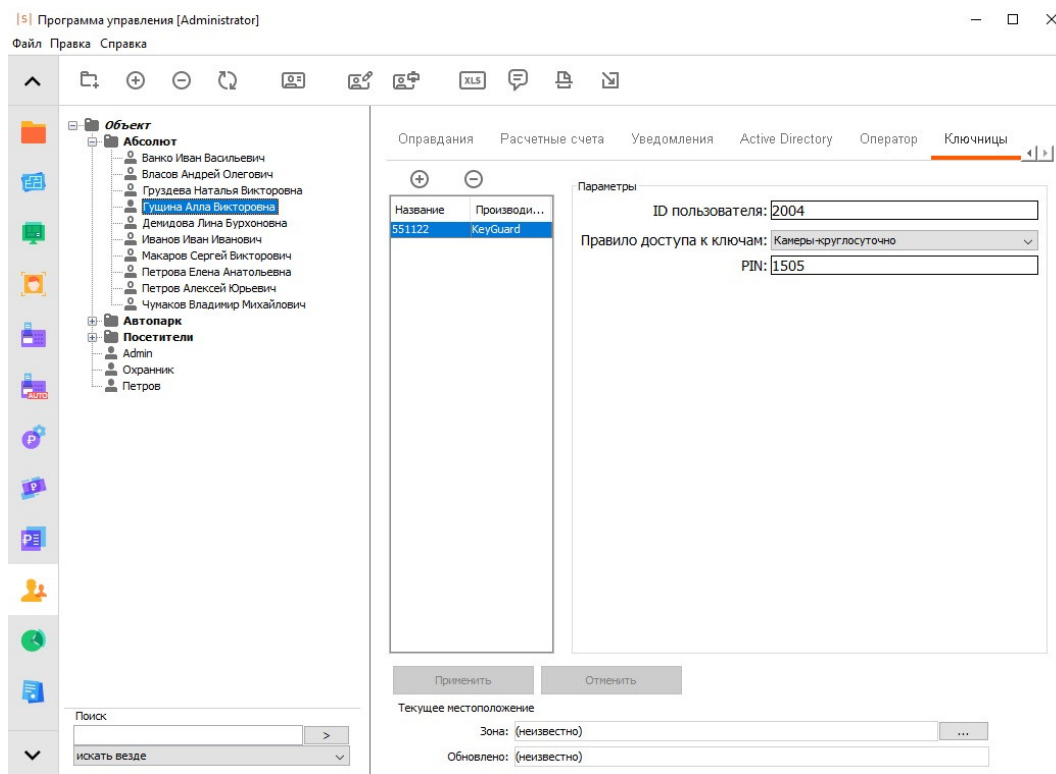 |S| Программа управления [Administrator]
Файл Правка Справка
XLS
Объект
Абсолют
Ванко Иван Васильевич
Власов Андрей Олегович
Груздева Наталья Викторовна
Гущина Алла Викторовна
Демидова Лина Бурхоновна
Иванов Иван Иванович
Макаров Сергей Викторович
Петрова Елена Анатольевна
Петров Алексей Юрьевич
Чумаков Владимир Михайлович
Автопарк
Посетители
Admin
Охранник
Петров
AUTO
Поиск
>
искать везде
Оправдания Расчетные счета Уведомления Active Directory Оператор Ключницы
Название Производи...
551122 KeyGuard
Параметры
ID пользователя: 2004
Правило доступа к ключам: Камеры-круглосуточно
PIN: 1505
Применить Отменить
Текущее местоположение
Зона: (неизвестно) ...
Обновлено: (неизвестно)